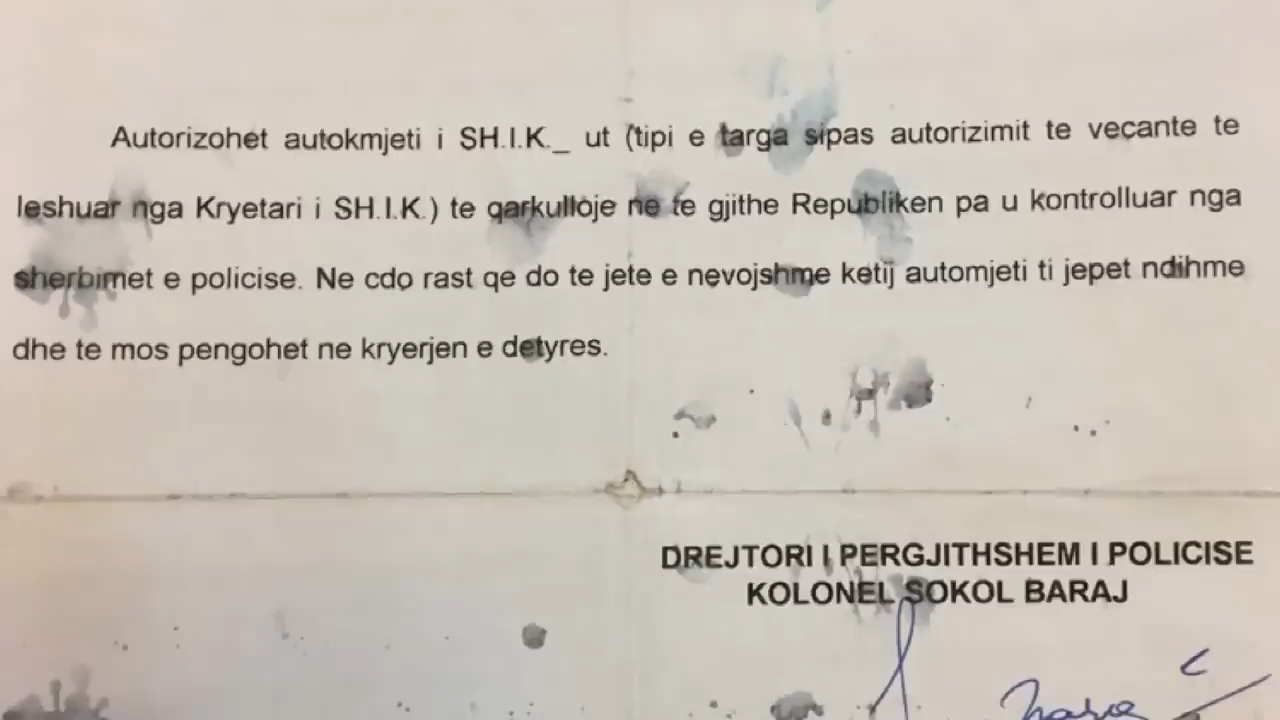 Autorizohet autokmjeti i SH.I.K._ ut (tipi e targa sipas autorizimit te veçante te
leshuar nga Kryetari i SH.I.K.) te qarkulloje ne te gjithe Republiken pa u kontrolluar nga
sherbimet e policise. Ne cdo rast qe do te jete e nevojshme ketij automjeti ti jepet ndihme
dhe te mos pengohet ne kryerjen e detyres.
DREJTORI I PERGJITHSHEM I POLICISE
KOLONEL SOKOL BARAJ